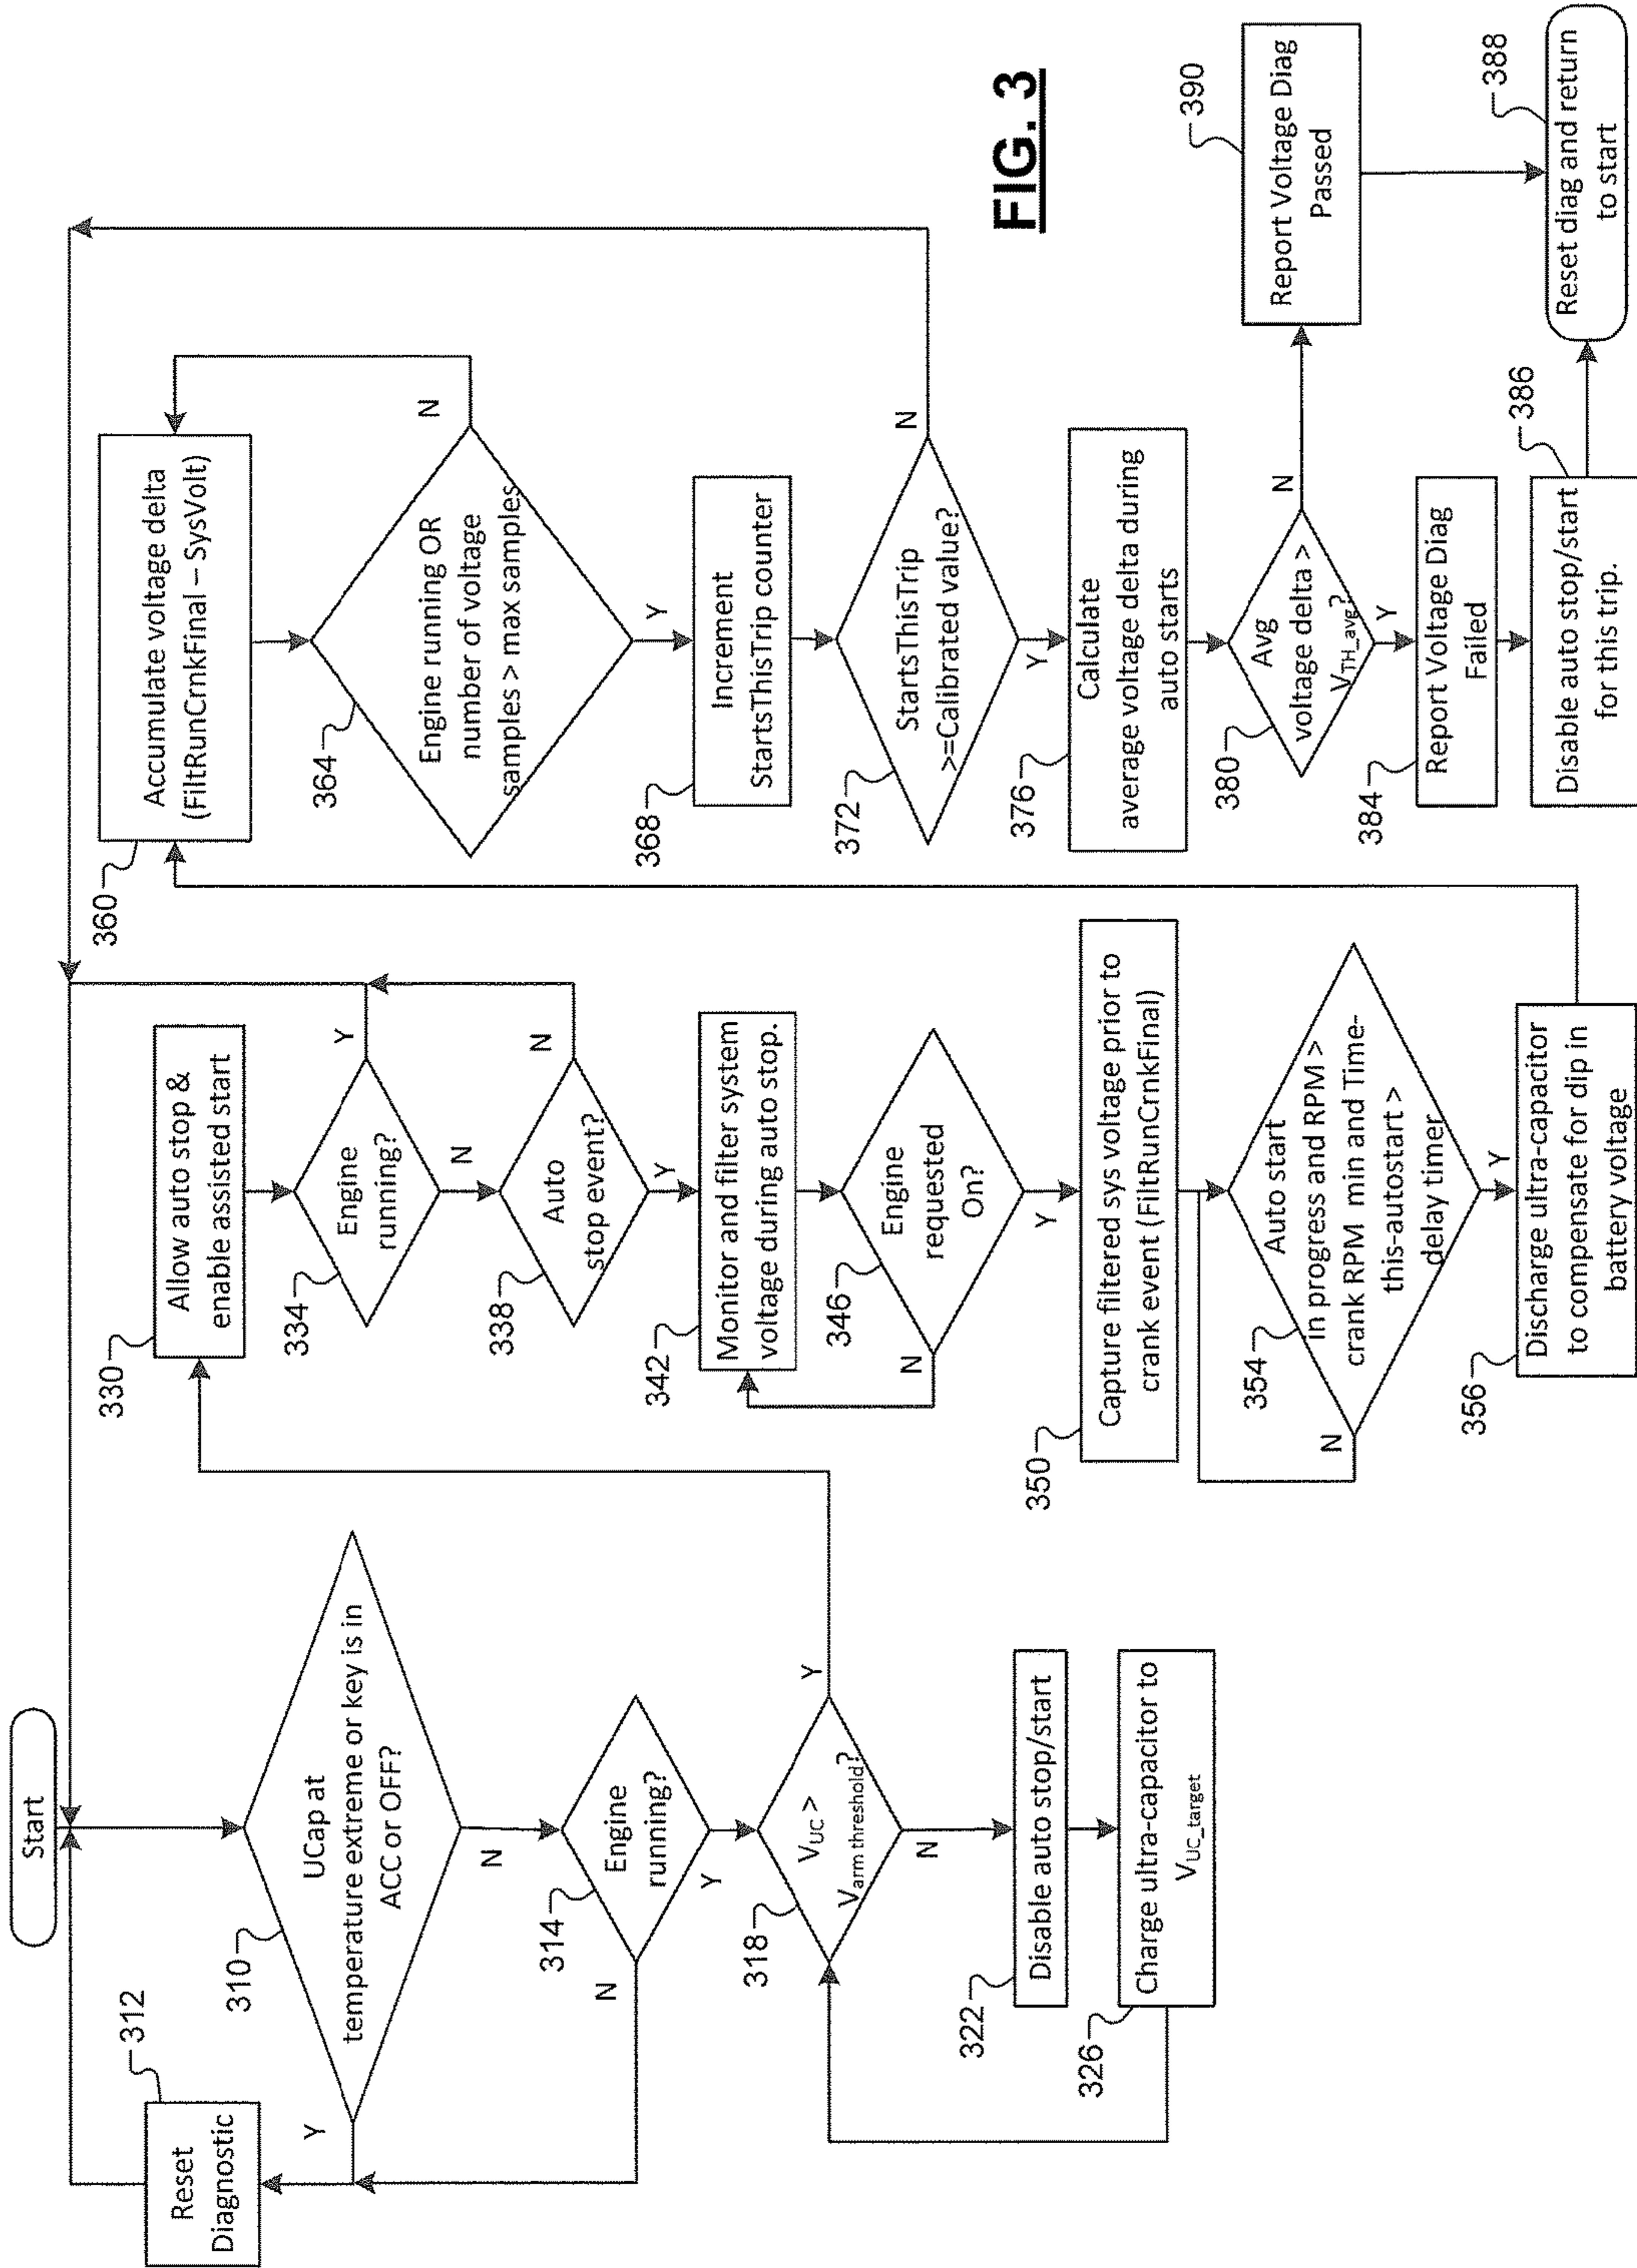 Start
312
Reset
Diagnostic
310
UCap at
temperature extreme or key is in
ACC or OFF?
Y
N
314
Engine
running?
N
Y
318
V_UC >
V_arm threshold?
Y
N
322
Disable auto stop/start
326
Charge ultra-capacitor to
V_UC_target
330
Allow auto stop &
enable assisted start
334
Engine
running?
Y
N
338
Auto
stop event?
N
Y
342
Monitor and filter system
voltage during auto stop.
346
Engine
requested
On?
N
Y
350
Capture filtered sys voltage prior to
crank event (FiltRunCrnkFinal)
354
Auto start
in progress and RPM >
crank RPM min and Time-
this-autostart >
delay timer
N
Y
356
Discharge ultra-capacitor
to compensate for dip in
battery voltage
360
Accumulate voltage delta
(FiltRunCrnkFinal – SysVolt)
364
Engine running OR
number of voltage
samples > max samples
N
Y
368
Increment
StartsThisTrip counter
372
StartsThisTrip
>=Calibrated value?
N
Y
376
Calculate
average voltage delta during
auto starts
380
Avg
voltage delta >
V_TH_avg?
N
Y
384
Report Voltage Diag
Failed
386
Disable auto stop/start
for this trip.
390
Report Voltage Diag
Passed
388
Reset diag and return
to start
FIG. 3